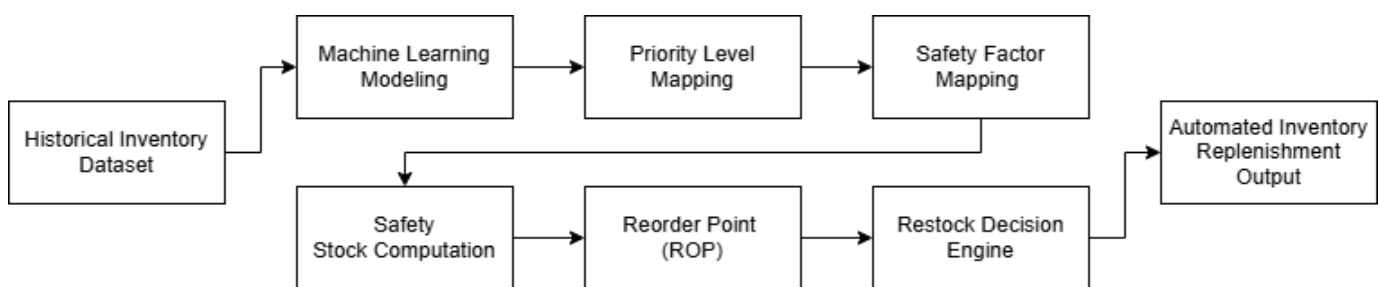 Historical Inventory
Dataset
Machine Learning
Modeling
Priority Level
Mapping
Safety Factor
Mapping
Safety
Stock Computation
Reorder Point
(ROP)
Restock Decision
Engine
Automated Inventory
Replenishment
Output